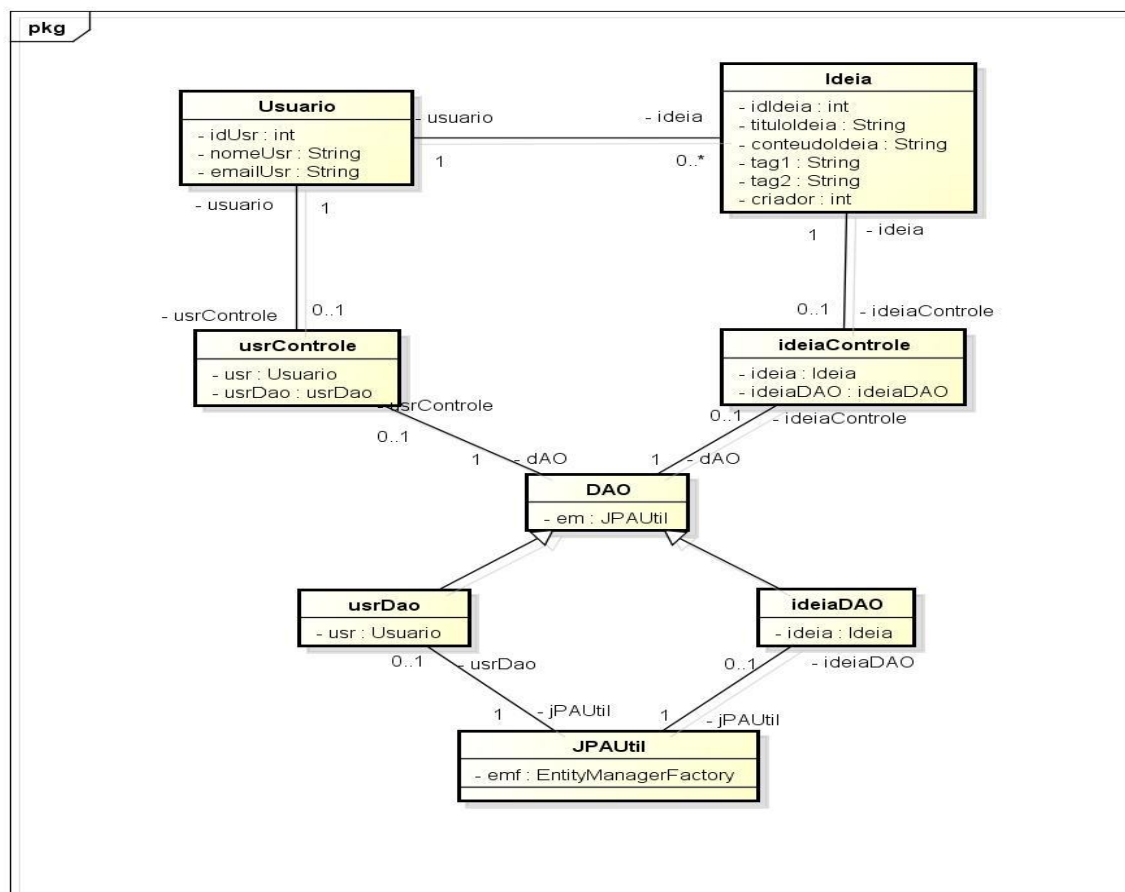 pkg
Usuario
- idUsr : int
- nomeUsr : String
- emailUsr : String
Ideia
- idIdeia : int
- tituloIdeia : String
- conteudoIdeia : String
- tag1 : String
- tag2 : String
- criador : int
- usuario
- ideia
1
0..*
- usuario
1
1
- ideia
0..1
- usrControle
0..1
- ideiaControle
usrControle
- usr : Usuario
- usrDao : usrDao
ideiaControle
- ideia : Ideia
- ideiaDAO : ideiaDAO
- usrControle
0..1
0..1
- ideiaControle
1
- dAO
1
- dAO
DAO
- em : JPAUtil
usrDao
- usr : Usuario
ideiaDAO
- ideia : Ideia
0..1
- usrDao
0..1
- ideiaDAO
1
- jPAUtil
1
- jPAUtil
JPAUtil
- emf : EntityManagerFactory